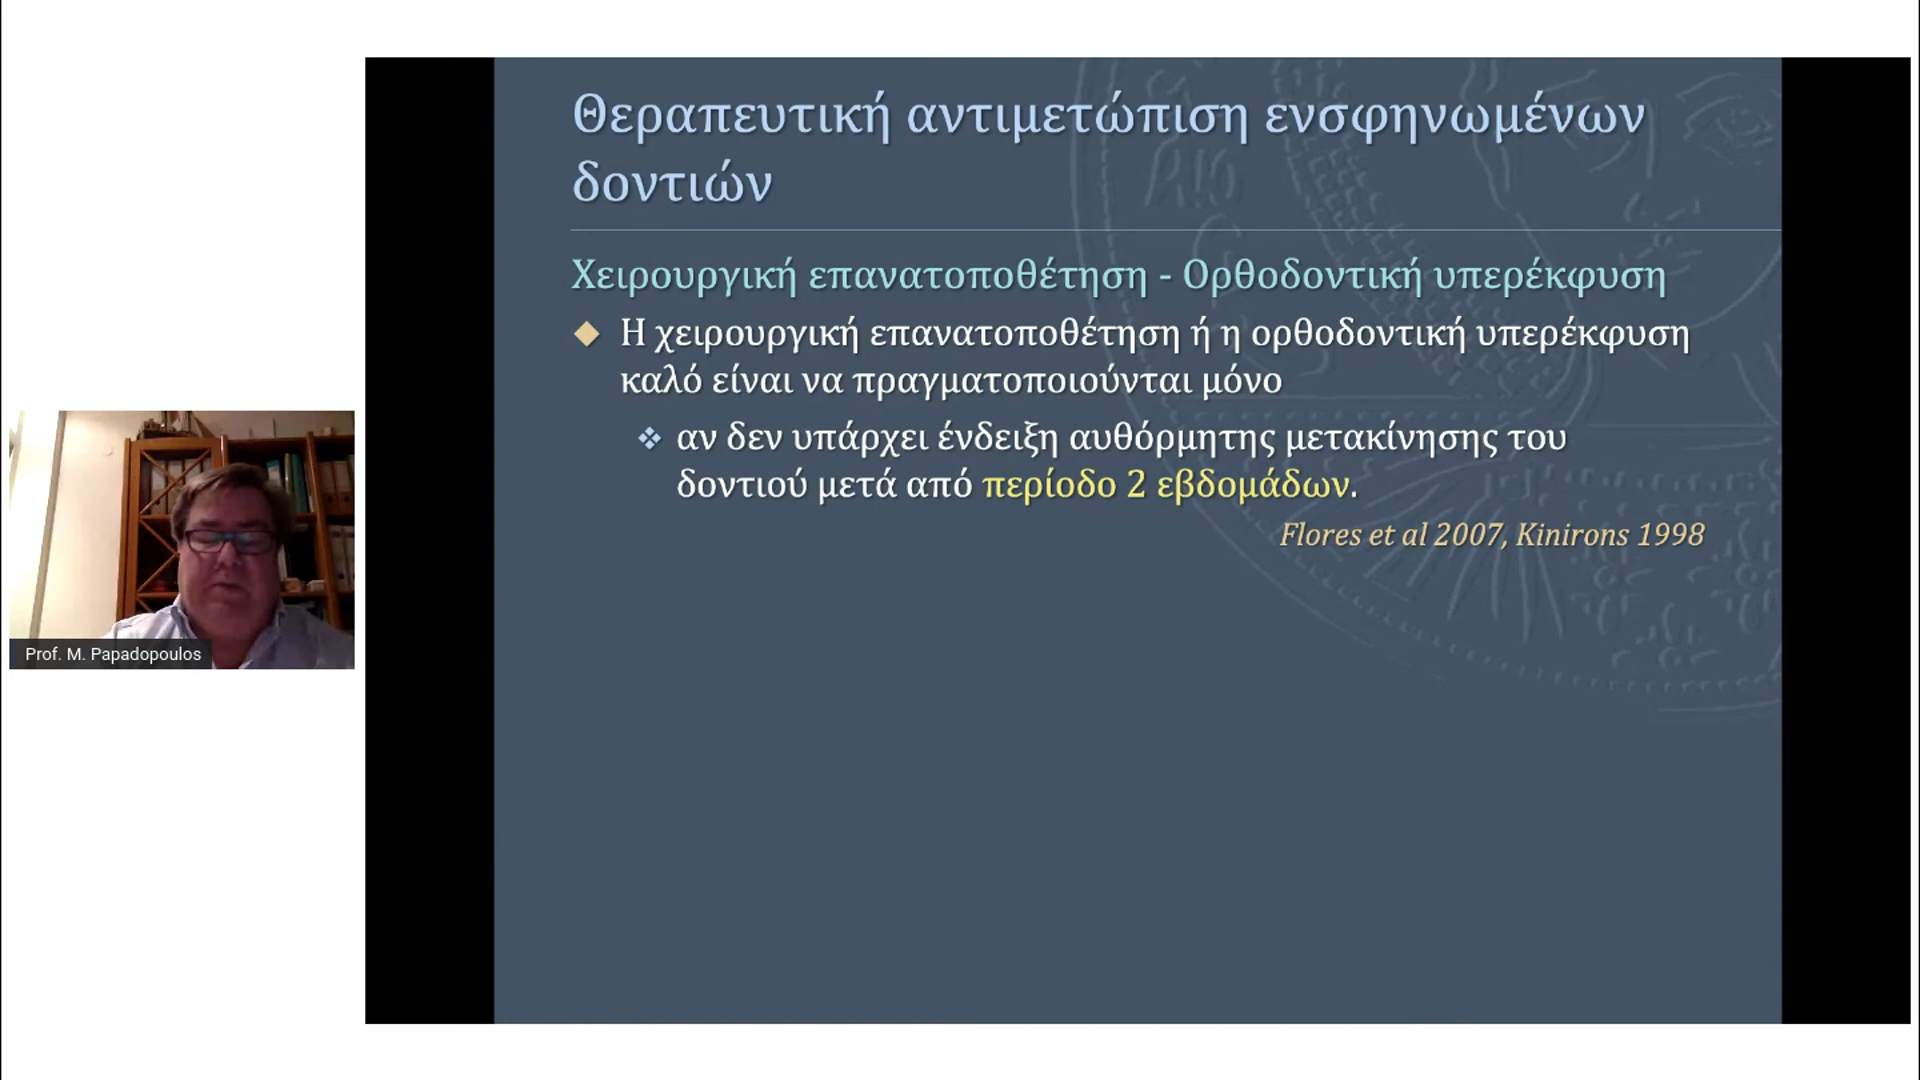 Θεραπευτική αντιμετώπιση ενσφηνωμένων
δοντιών
Χειρουργική επανατοποθέτηση - Ορθοδοντική υπερέκφυση
Η χειρουργική επανατοποθέτηση ή η ορθοδοντική υπερέκφυση
καλό είναι να πραγματοποιούνται μόνο
αν δεν υπάρχει ένδειξη αυθόρμητης μετακίνησης του
δοντιού μετά από περίοδο 2 εβδομάδων.
Flores et al 2007, Kinirons 1998
Prof. M. Papadopoulos